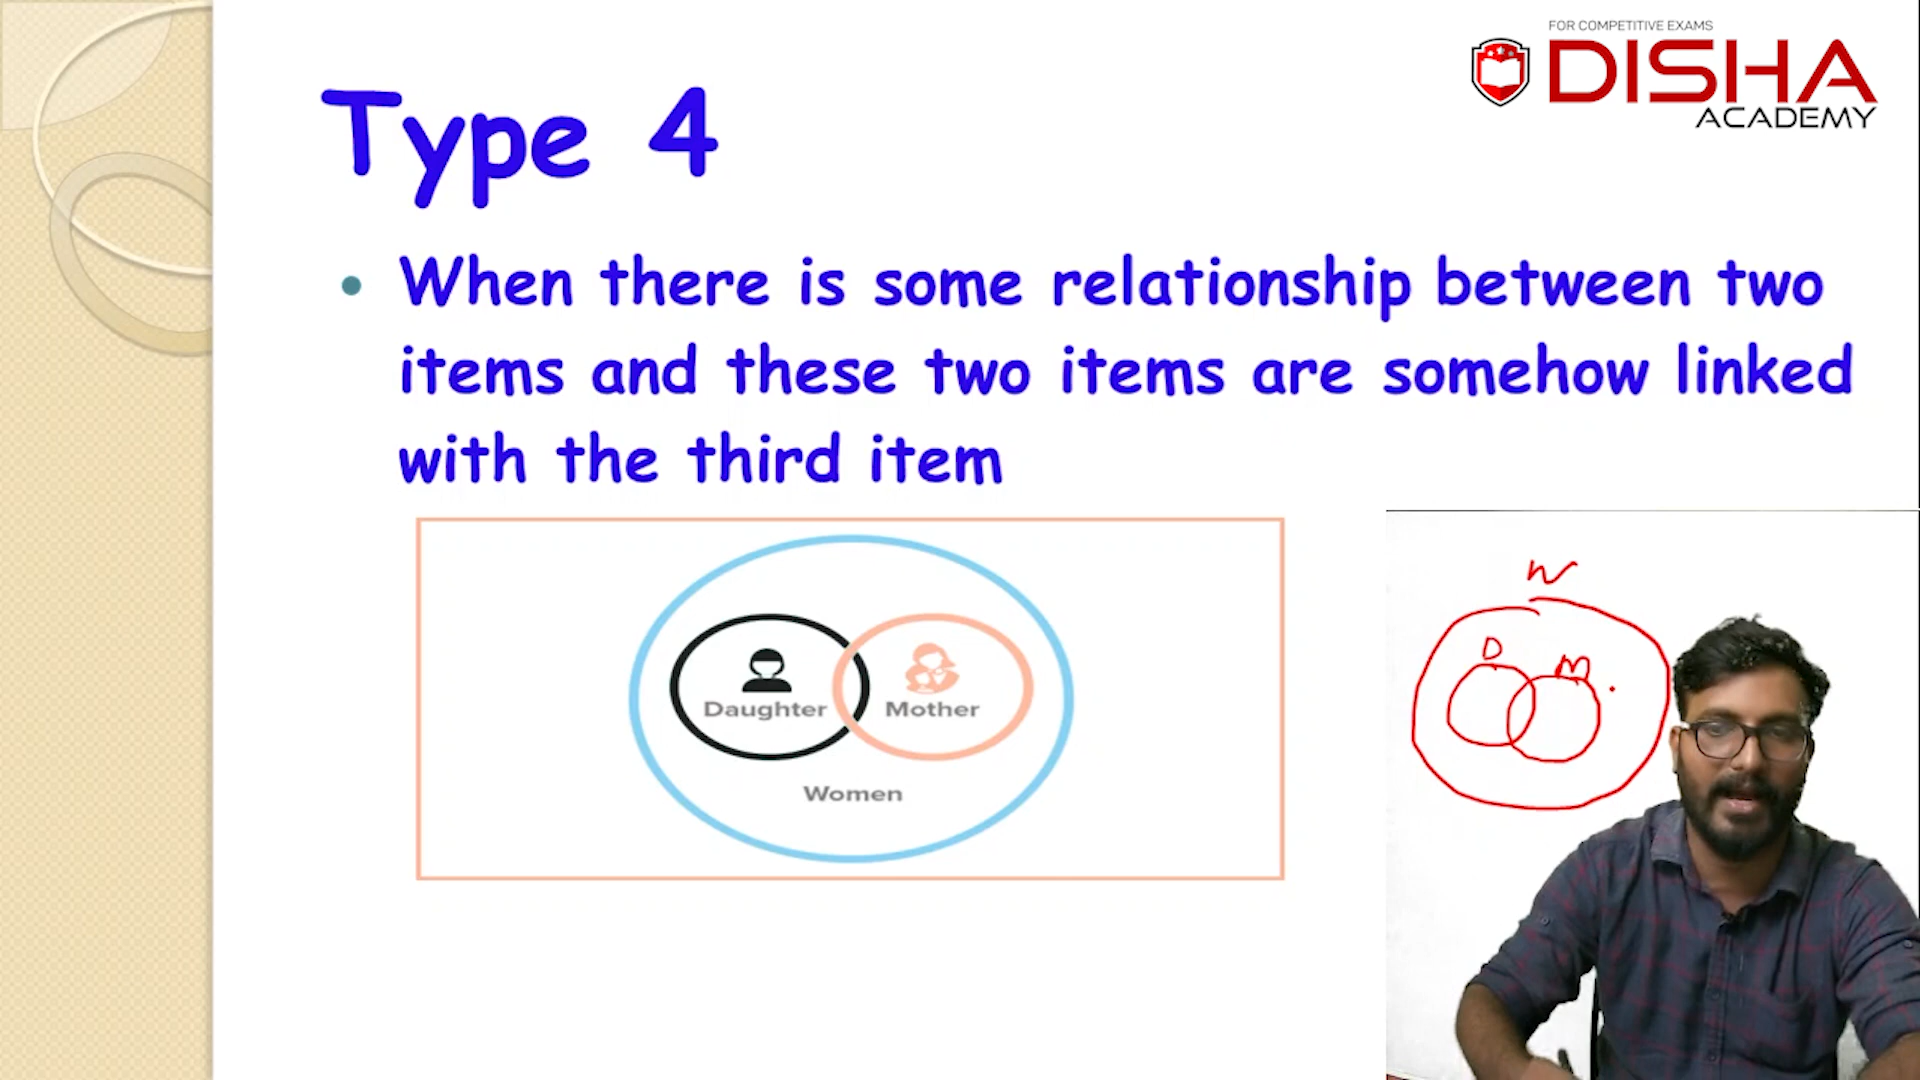 FOR COMPETITIVE EXAMS
DISHA
ACADEMY
Type 4
• When there is some relationship between two
items and these two items are somehow linked
with the third item
Daughter
Mother
Women
W
D
M